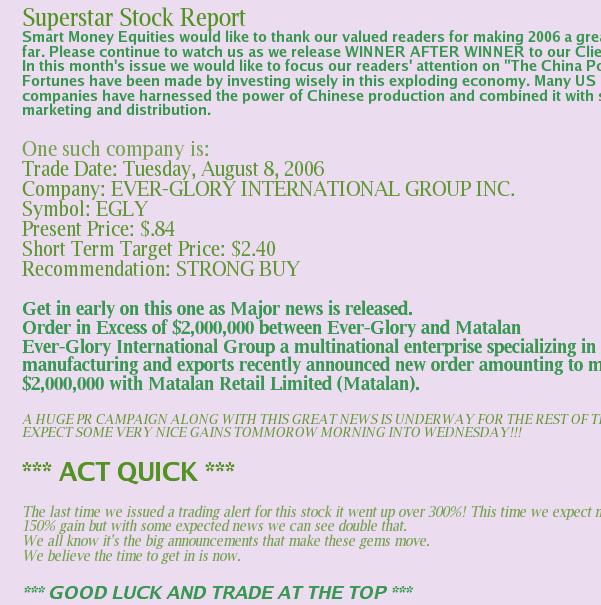 Superstar Stock Report
Smart Money Equities would like to thank our valued readers for making 2006 a
far. Please continue to watch us as we release WINNER AFTER WINNER to our
In this month's issue we would like to focus our readers' attention on "The China
Fortunes have been made by investing wisely in this exploding economy. Many US
companies have harnessed the power of Chinese production and combined it with
marketing and distribution.
One such company is:
Trade Date: Tuesday, August 8, 2006
Company: EVER-GLORY INTERNATIONAL GROUP INC.
Symbol: EGLY
Present Price: $.84
Short Term Target Price: $2.40
Recommendation: STRONG BUY
Get in early on this one as Major news is released.
Order in Excess of $2,000,000 between Ever-Glory and Matalan
Ever-Glory International Group a multinational enterprise specializing in
manufacturing and exports recently announced new order amounting to
$2,000,000 with Matalan Retail Limited (Matalan).
A HUGE PR CAMPAIGN ALONG WITH THIS GREAT NEWS IS UNDERWAY FOR THE REST OF
EXPECT SOME VERY NICE GAINS TOMMOROW MORNING INTO WEDNESDAY!!!
*** ACT QUICK ***
The last time we issued a trading alert for this stock it went up over 300%! This time we expect
150% gain but with some expected news we can see double that.
We all know it's the big announcements that make these gems move.
We believe the time to get in is now.
*** GOOD LUCK AND TRADE AT THE TOP ***